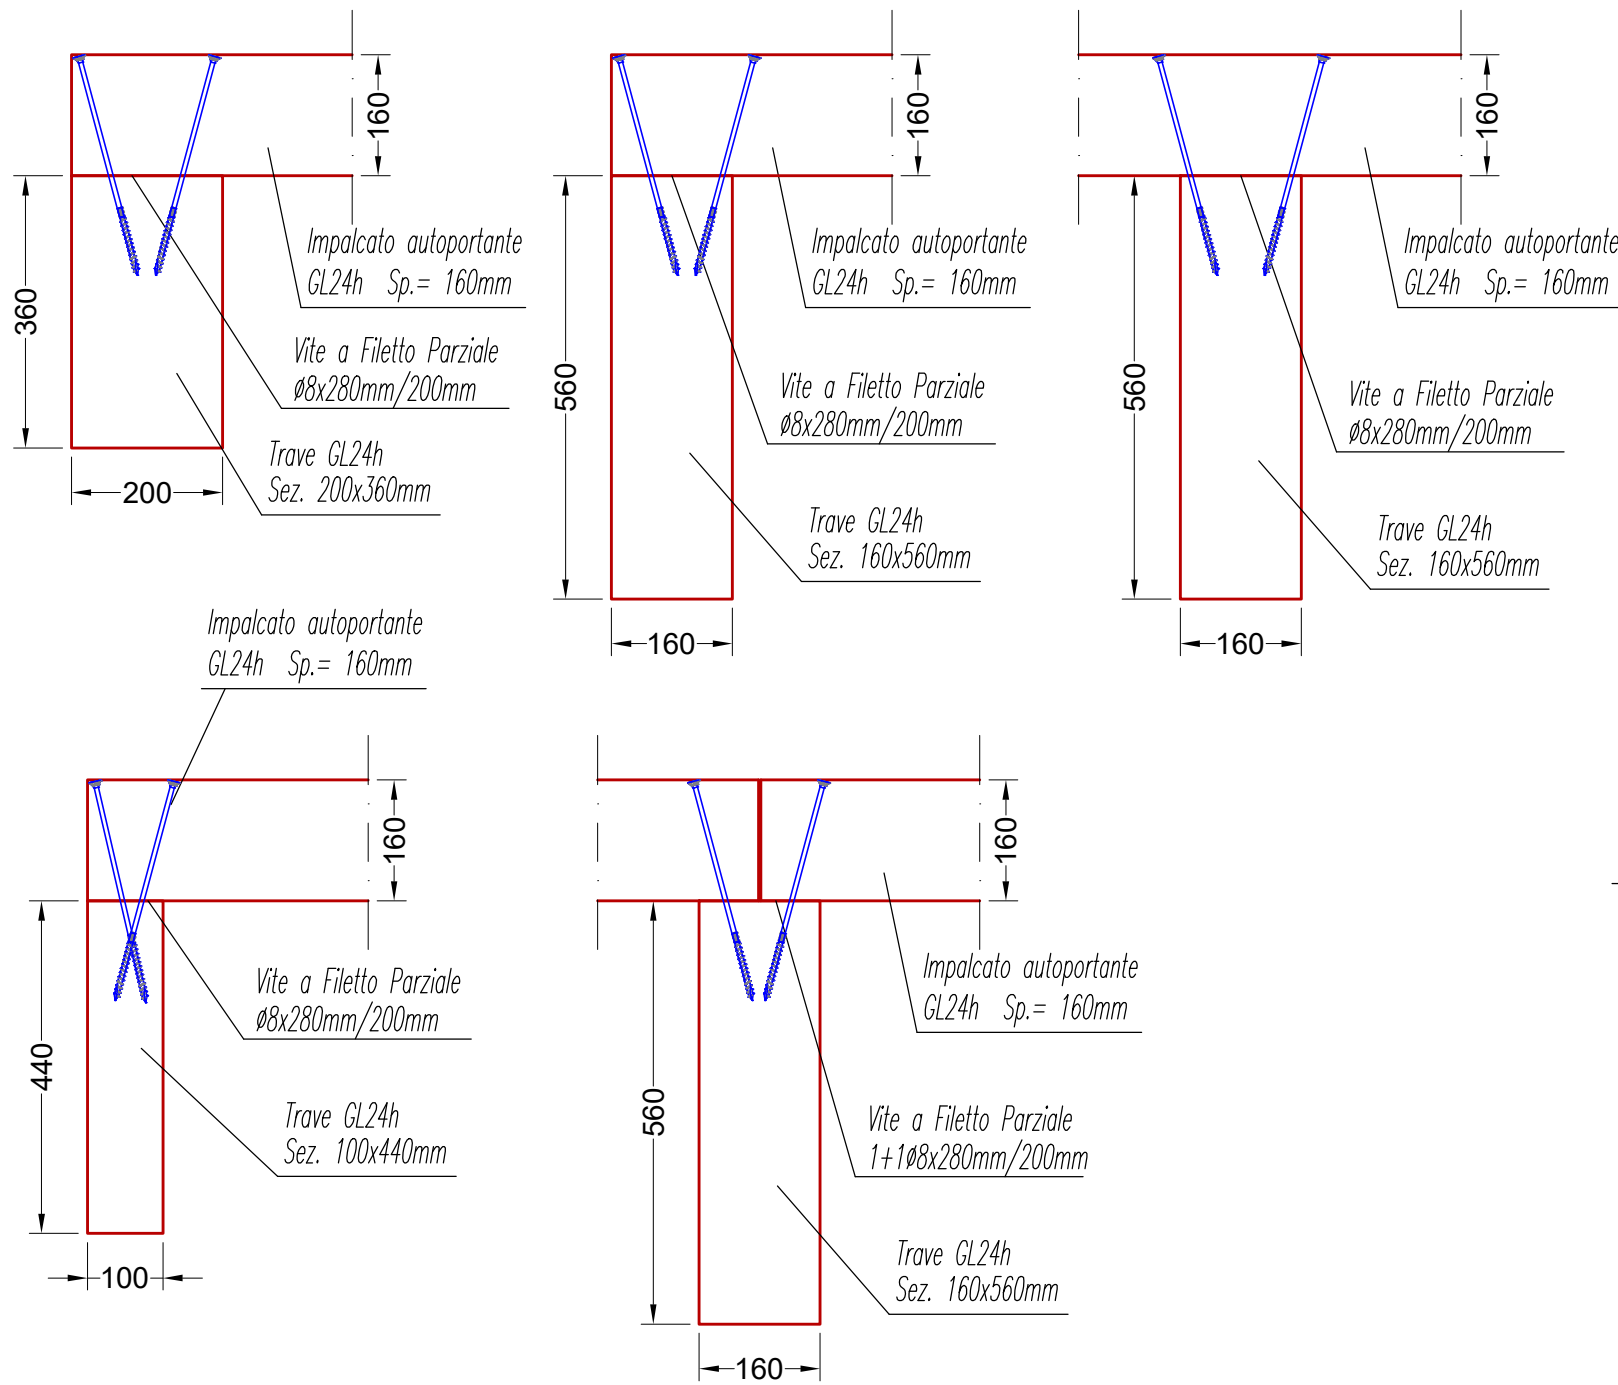 160
360
Impalcato autoportante
GL24h Sp.= 160mm
Vite a Filetto Parziale
ø8x280mm/200mm
Trave GL24h
Sez. 200x360mm
200
160
560
Impalcato autoportante
GL24h Sp.= 160mm
Vite a Filetto Parziale
ø8x280mm/200mm
Trave GL24h
Sez. 160x560mm
160
160
560
Impalcato autoportante
GL24h Sp.= 160mm
Vite a Filetto Parziale
ø8x280mm/200mm
Trave GL24h
Sez. 160x560mm
160
Impalcato autoportante
GL24h Sp.= 160mm
160
440
Vite a Filetto Parziale
ø8x280mm/200mm
Trave GL24h
Sez. 100x440mm
100
160
560
Impalcato autoportante
GL24h Sp.= 160mm
Vite a Filetto Parziale
1+1ø8x280mm/200mm
Trave GL24h
Sez. 160x560mm
160